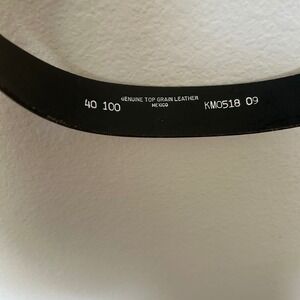 40 100
GENUINE TOP GRAIN LEATHER
MEXICO
KM0518 09